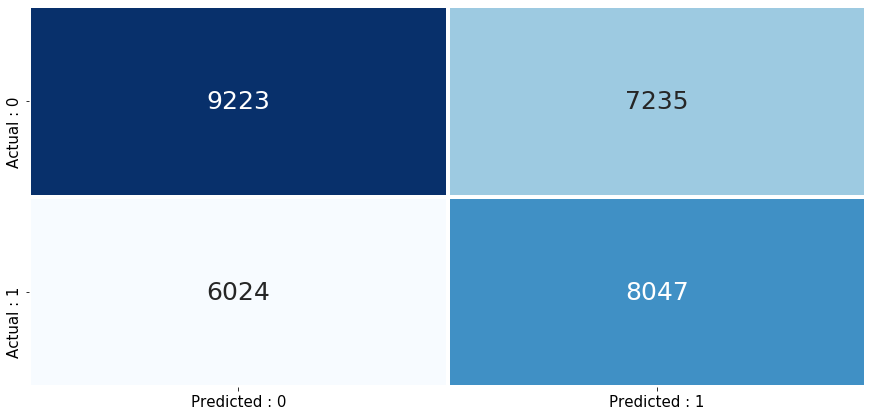 Actual : 0
9223
7235
Actual : 1
6024
8047
Predicted : 0
Predicted : 1